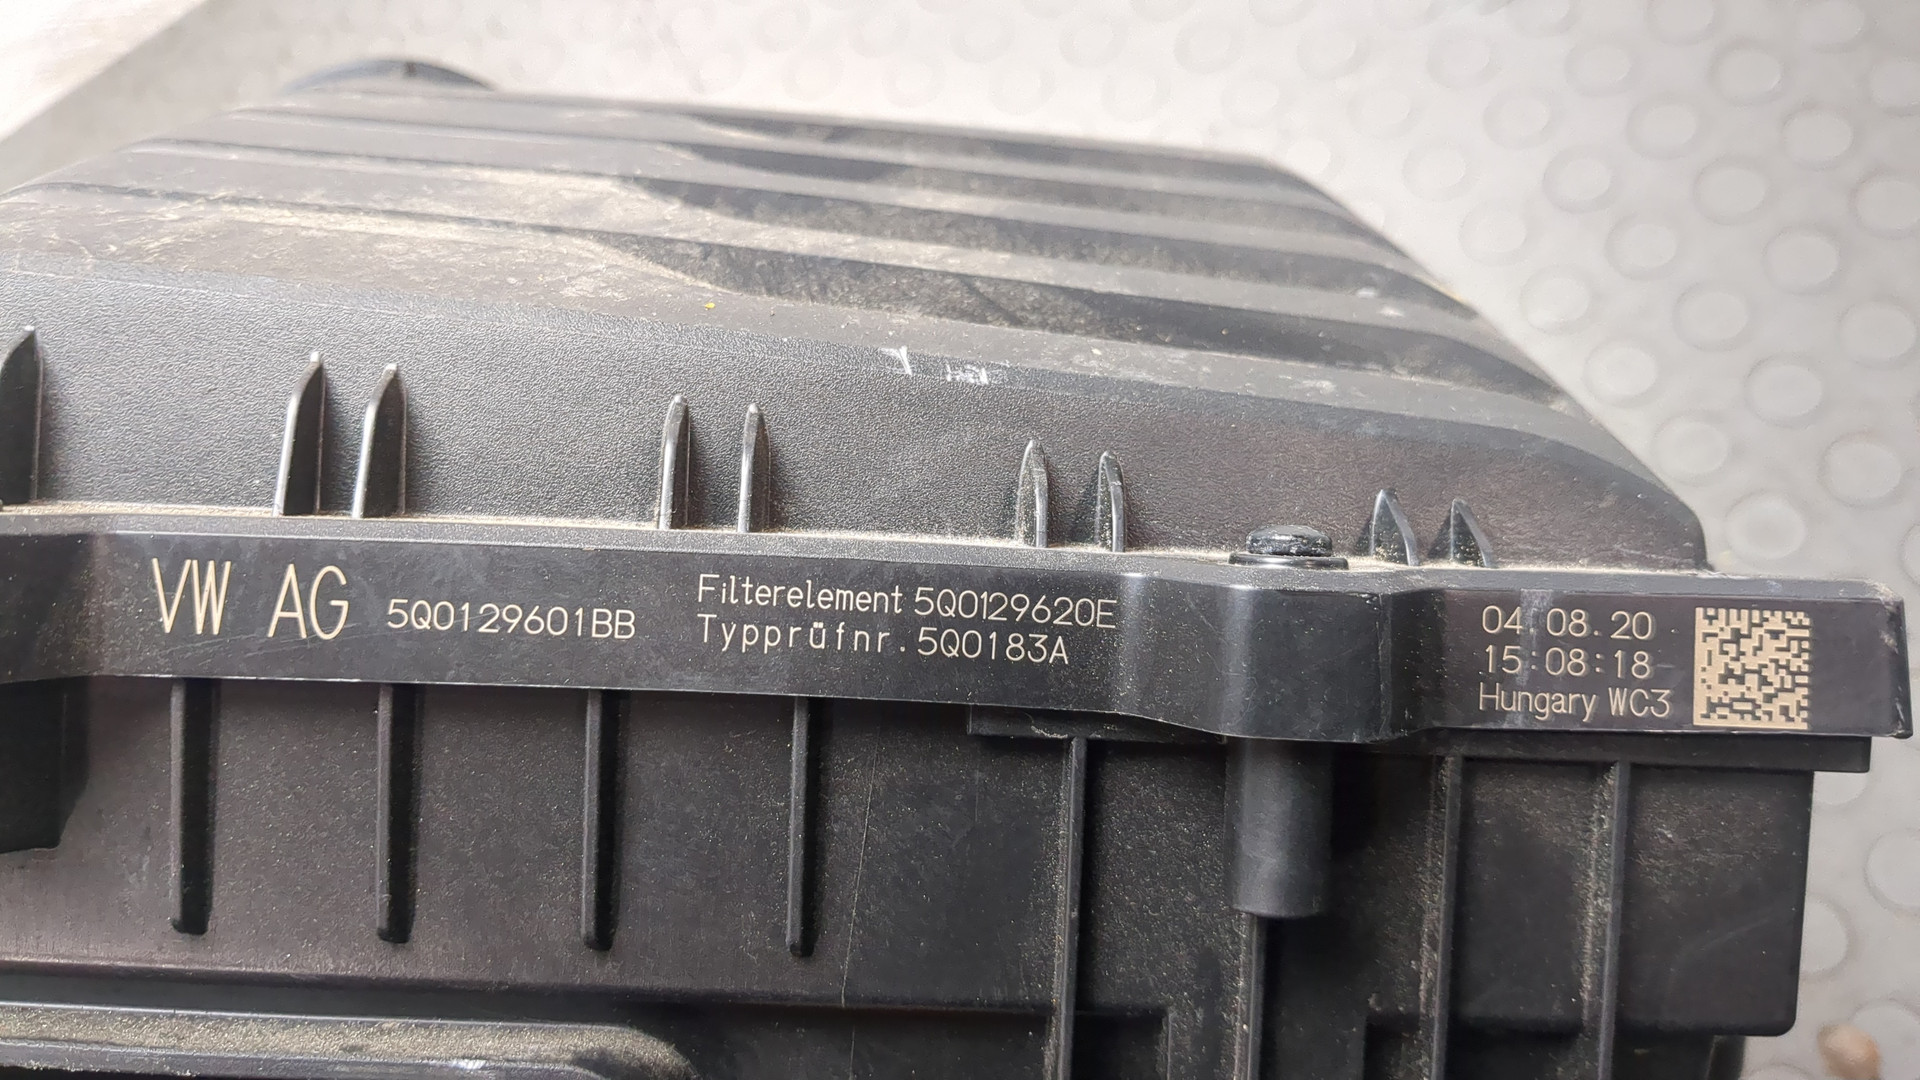 VW AG 5Q0129601BB
Filterelement 5Q0129620E
Typprüfnr. 5Q0183A
04.08.20
15:08:18
Hungary WC3